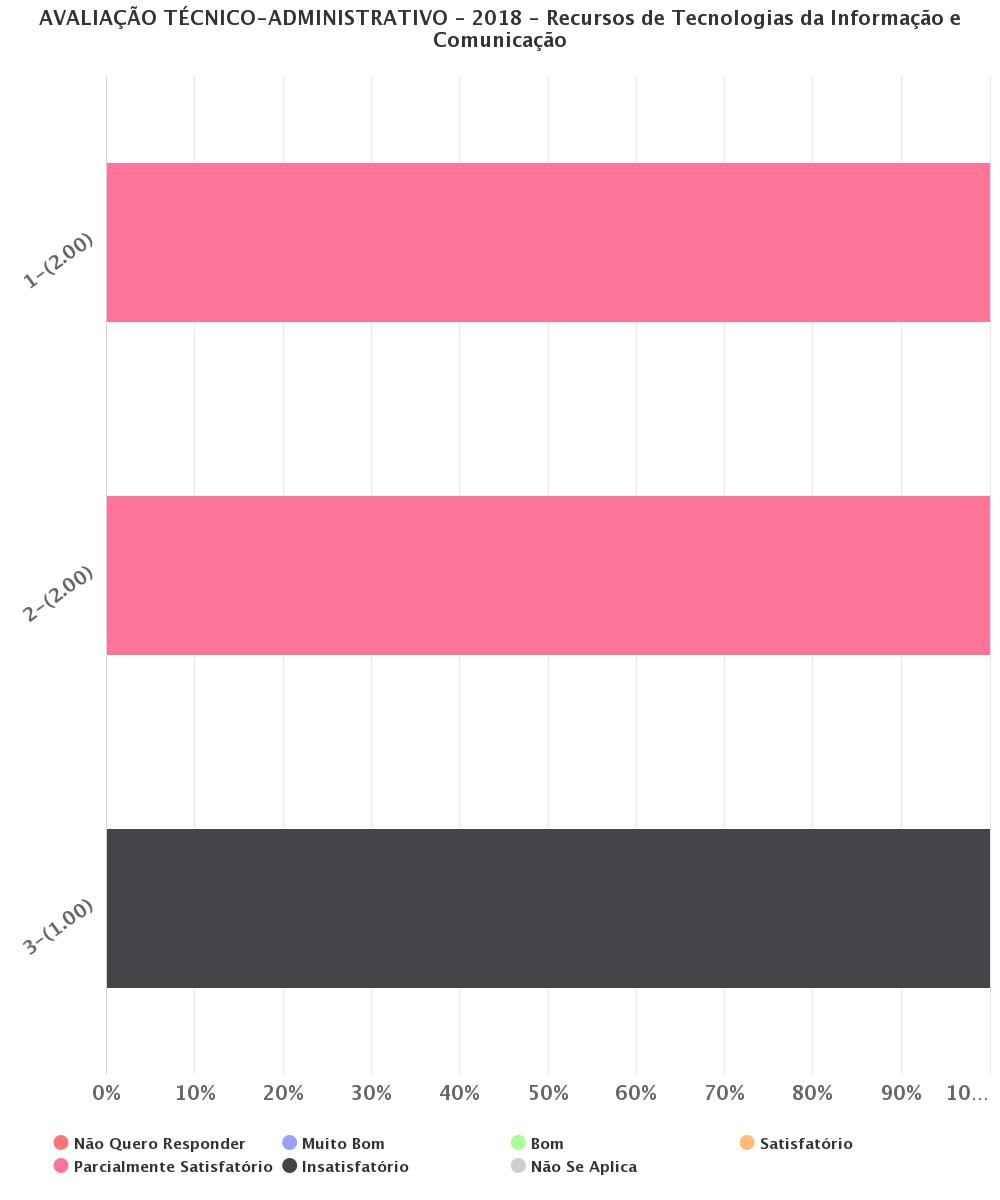 AVALIAÇÃO TÉCNICO-ADMINISTRATIVO - 2018 - Recursos de Tecnologias da Informação e
Comunicação
1-(2.00)
2-(2.00)
3-(1.00)
0% 10% 20% 30% 40% 50% 60% 70% 80% 90% 10...
Não Quero Responder Muito Bom Bom Satisfatório
Parcialmente Satisfatório Insatisfatório Não Se Aplica